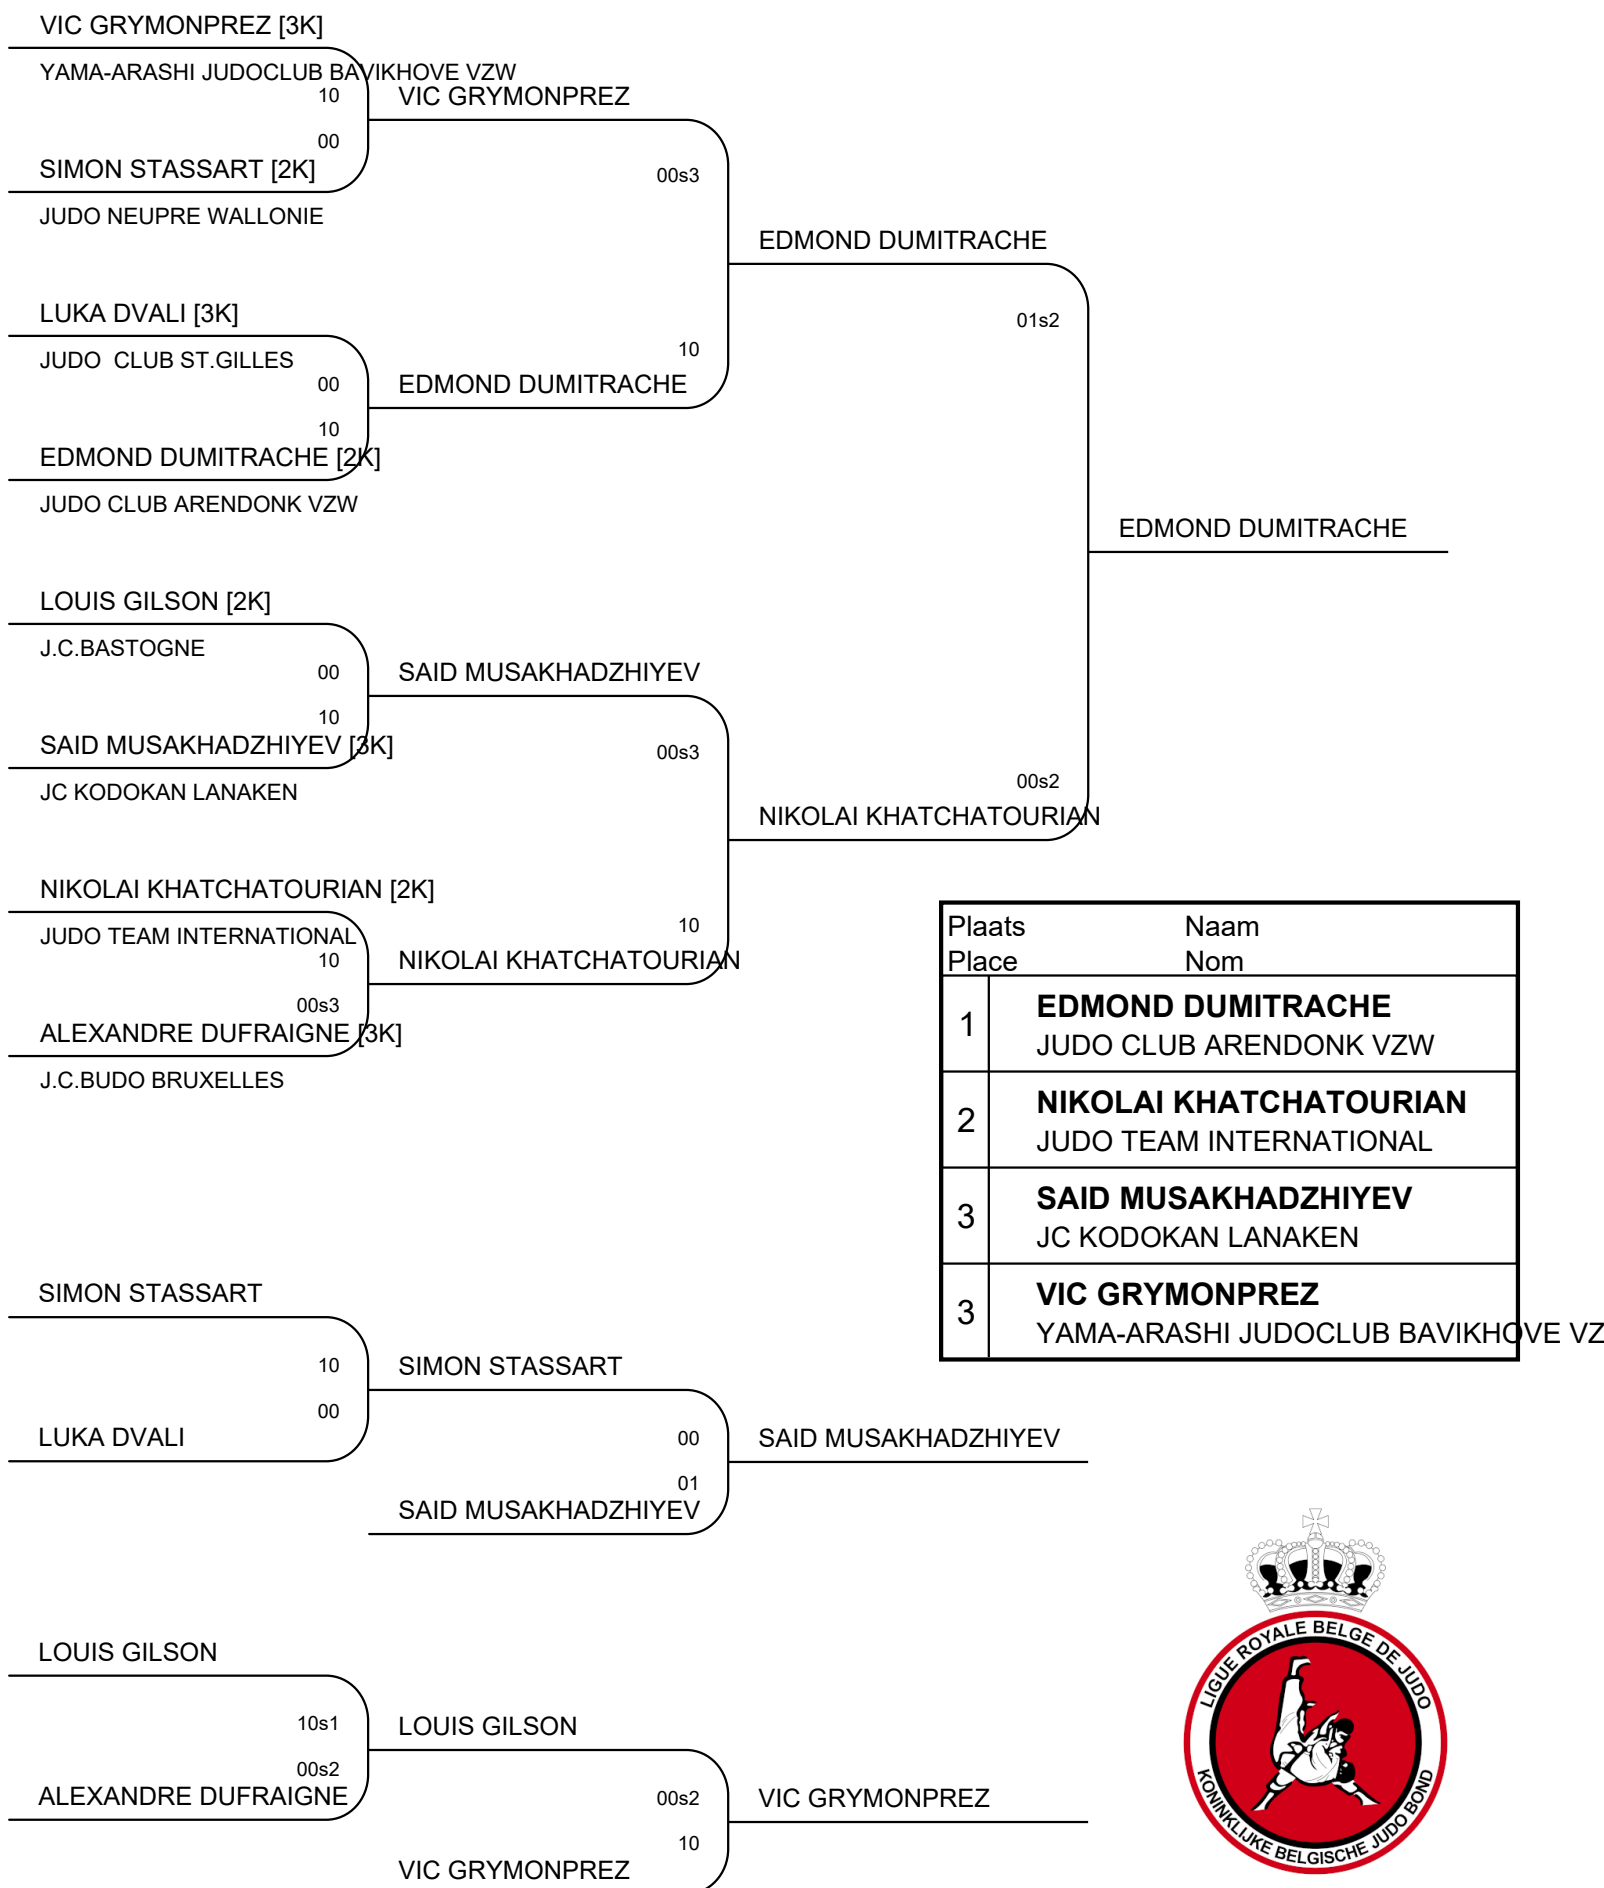 VIC GRYMONPREZ [3K]
YAMA-ARASHI JUDOCLUB BAVIKHOVE VZW
10
VIC GRYMONPREZ
00
SIMON STASSART [2K]
00s3
JUDO NEUPRE WALLONIE
EDMOND DUMITRACHE
LUKA DVALI [3K]
01s2
JUDO  CLUB ST.GILLES
10
00
EDMOND DUMITRACHE
10
EDMOND DUMITRACHE [2K]
JUDO CLUB ARENDONK VZW
EDMOND DUMITRACHE
LOUIS GILSON [2K]
J.C.BASTOGNE
00
SAID MUSAKHADZHIYEV
10
SAID MUSAKHADZHIYEV [3K]
00s3
JC KODOKAN LANAKEN
00s2
NIKOLAI KHATCHATOURIAN
NIKOLAI KHATCHATOURIAN [2K]
JUDO TEAM INTERNATIONAL
10
10
NIKOLAI KHATCHATOURIAN
00s3
ALEXANDRE DUFRAIGNE [3K]
J.C.BUDO BRUXELLES
Plaats Naam
Place Nom
1 EDMOND DUMITRACHE
JUDO CLUB ARENDONK VZW
2 NIKOLAI KHATCHATOURIAN
JUDO TEAM INTERNATIONAL
3 SAID MUSAKHADZHIYEV
JC KODOKAN LANAKEN
3 VIC GRYMONPREZ
YAMA-ARASHI JUDOCLUB BAVIKHOVE VZ
SIMON STASSART
10
SIMON STASSART
00
LUKA DVALI
00
SAID MUSAKHADZHIYEV
01
SAID MUSAKHADZHIYEV
LOUIS GILSON
10s1
LOUIS GILSON
00s2
ALEXANDRE DUFRAIGNE
00s2
VIC GRYMONPREZ
10
VIC GRYMONPREZ
LIGUE ROYALE BELGE DE JUDO
KONINKLIJKE BELGISCHE JUDO BOND